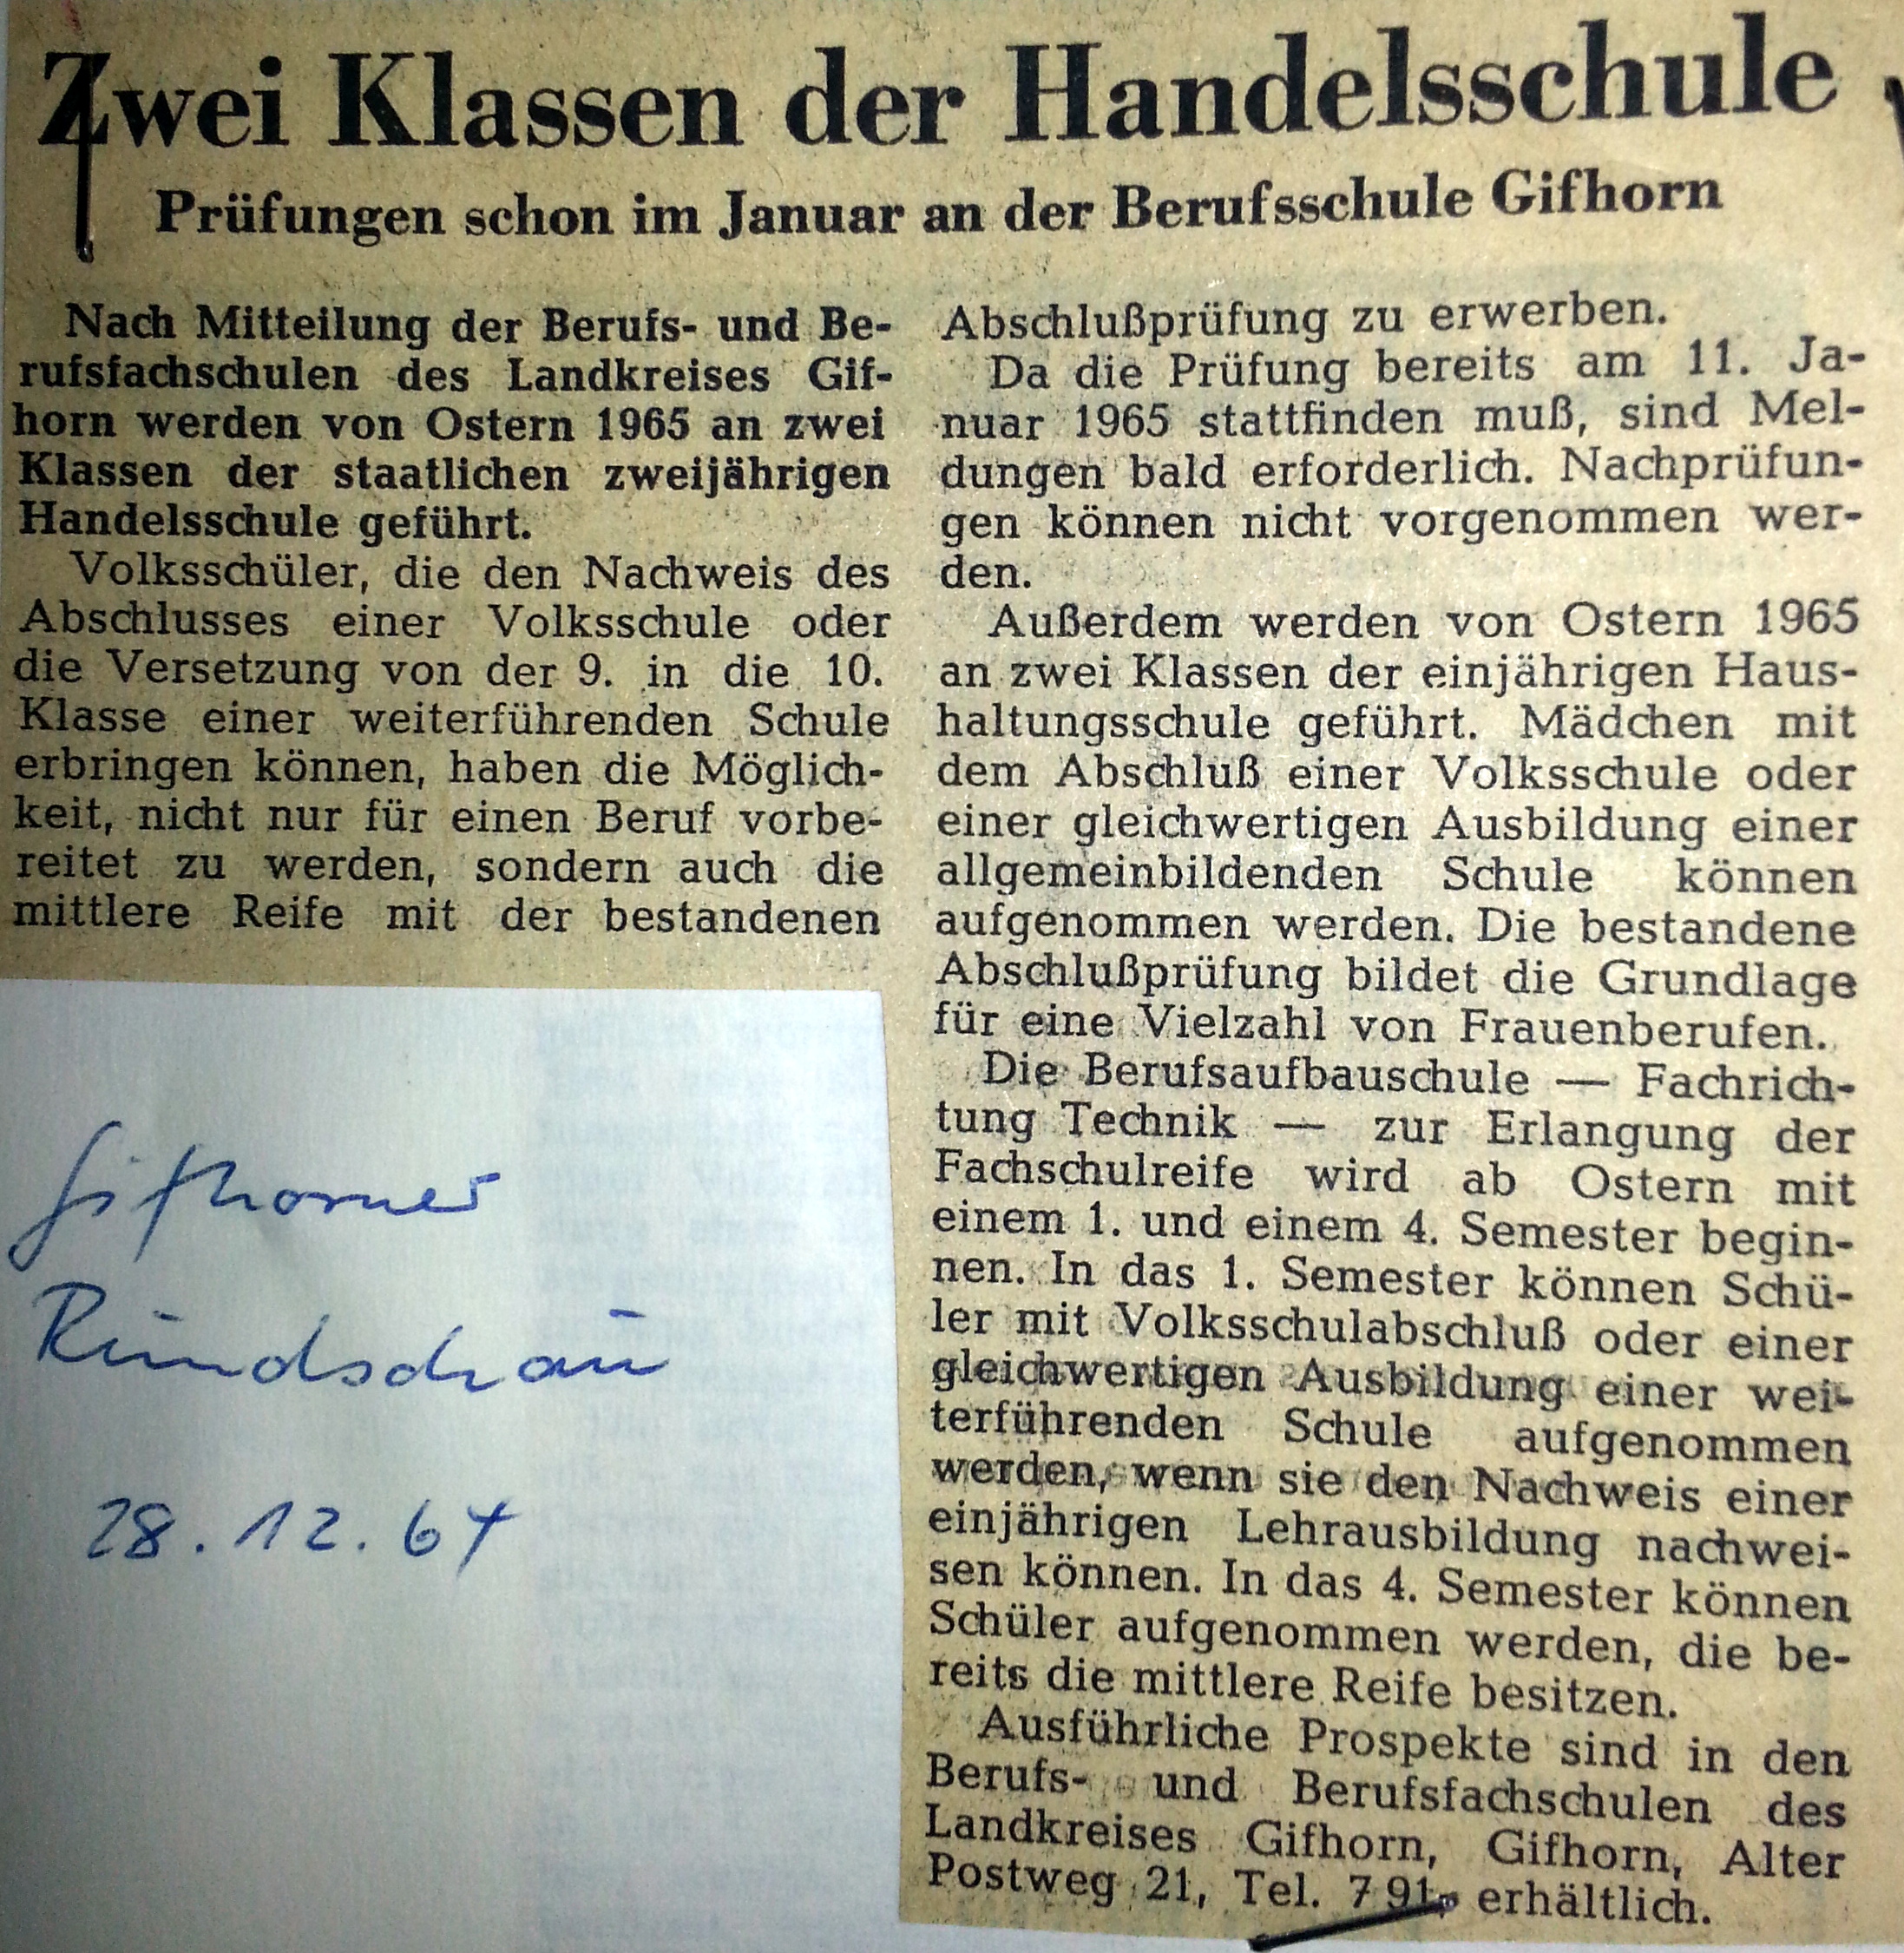 Zwei Klassen der Handelsschule
Prüfungen schon im Januar an der Berufsschule Gifhorn
Nach Mitteilung der Berufs- und Be-
rufsfachschulen des Landkreises Gif-
horn werden von Ostern 1965 an zwei
Klassen der staatlichen zweijährigen
Handelsschule geführt.
Volksschüler, die den Nachweis des
Abschlusses einer Volksschule oder
die Versetzung von der 9. in die 10.
Klasse einer weiterführenden Schule
erbringen können, haben die Möglich-
keit, nicht nur für einen Beruf vorbe-
reitet zu werden, sondern auch die
mittlere Reife mit der bestandenen
Abschlußprüfung zu erwerben.
Da die Prüfung bereits am 11. Ja-
nuar 1965 stattfinden muß, sind Mel-
dungen bald erforderlich. Nachprüfun-
gen können nicht vorgenommen wer-
den.
Außerdem werden von Ostern 1965
an zwei Klassen der einjährigen Haus-
haltungsschule geführt. Mädchen mit
dem Abschluß einer Volksschule oder
einer gleichwertigen Ausbildung einer
allgemeinbildenden Schule können
aufgenommen werden. Die bestandene
Abschlußprüfung bildet die Grundlage
für eine Vielzahl von Frauenberufen.
Die Berufsaufbauschule — Fachrich-
tung Technik — zur Erlangung der
Fachschulreife wird ab Ostern mit
einem 1. und einem 4. Semester begin-
nen. In das 1. Semester können Schü-
ler mit Volksschulabschluß oder einer
gleichwertigen Ausbildung einer wei-
terführenden Schule aufgenommen
werden, wenn sie den Nachweis einer
einjährigen Lehrausbildung nachwei-
sen können. In das 4. Semester können
Schüler aufgenommen werden, die be-
reits die mittlere Reife besitzen.
Ausführliche Prospekte sind in den
Berufs- und Berufsfachschulen des
Landkreises Gifhorn, Gifhorn, Alter
Postweg 21, Tel. 7 91, erhältlich.
Gifhorner
Rundschau
28.12.64